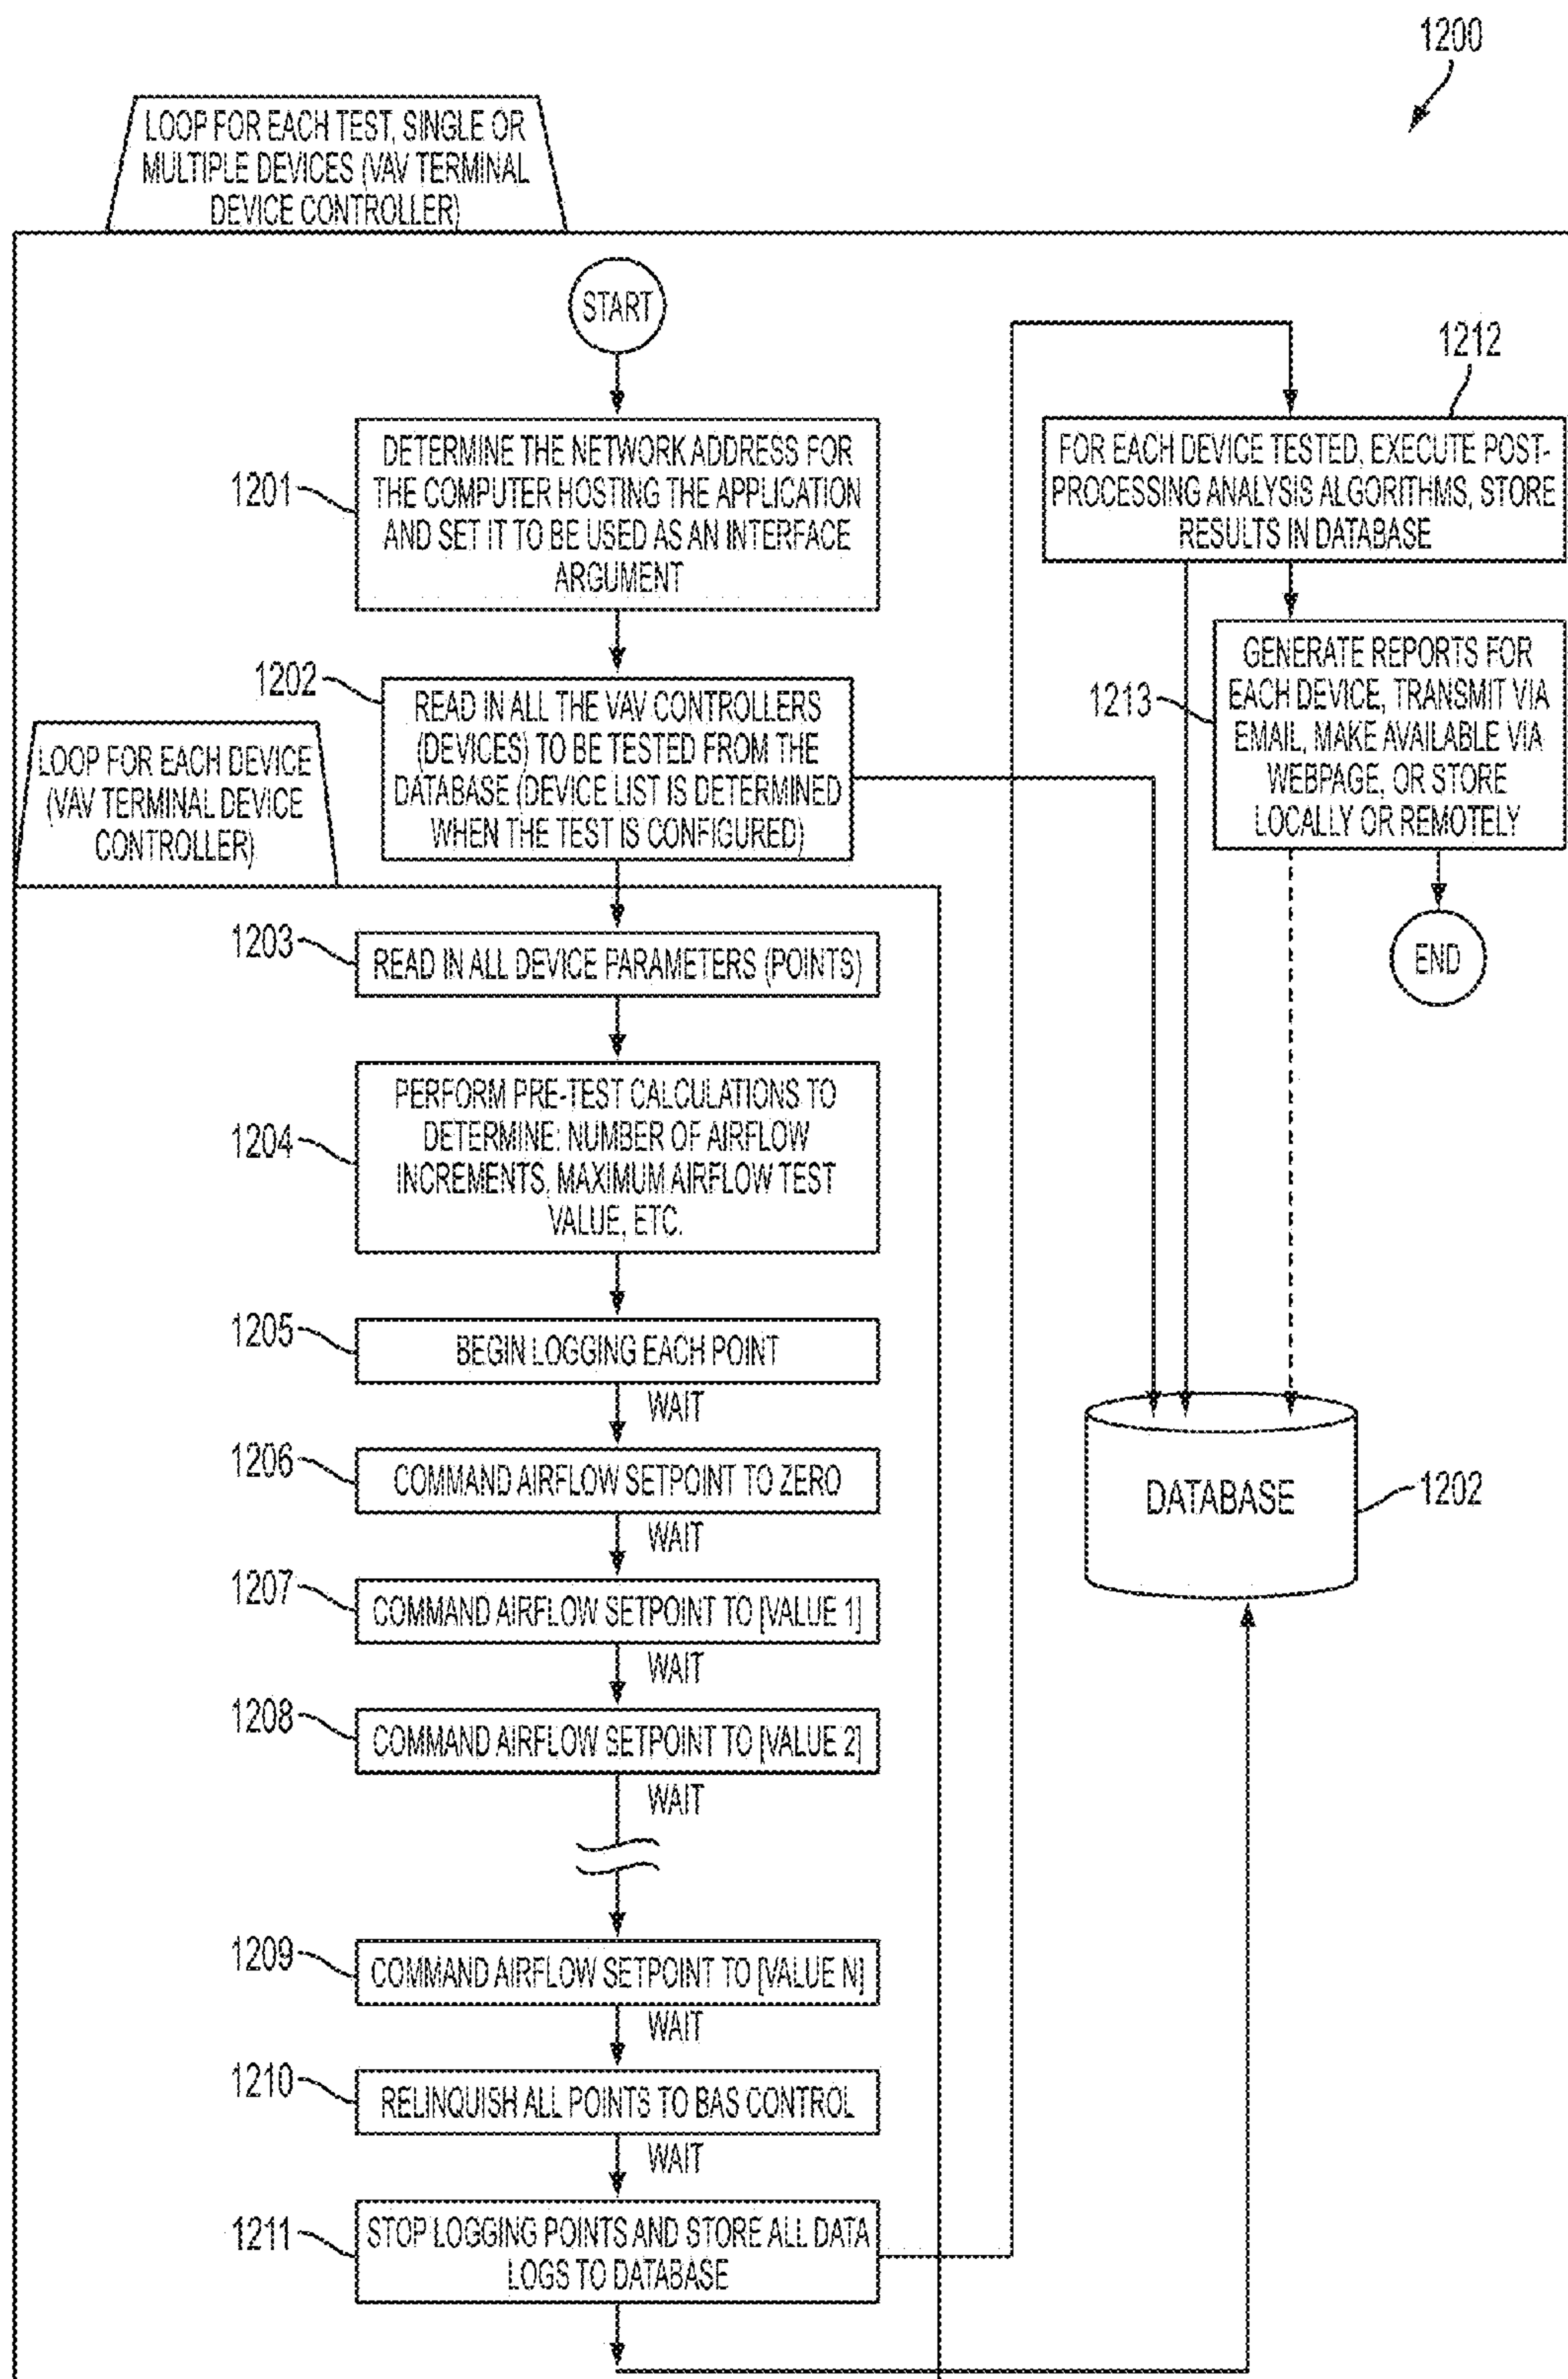 1200
LOOP FOR EACH TEST, SINGLE OR
MULTIPLE DEVICES (VAV TERMINAL
DEVICE CONTROLLER)
START
1201
DETERMINE THE NETWORK ADDRESS FOR
THE COMPUTER HOSTING THE APPLICATION
AND SET IT TO BE USED AS AN INTERFACE
ARGUMENT
1202
READ IN ALL THE VAV CONTROLLERS
(DEVICES) TO BE TESTED FROM THE
DATABASE (DEVICE LIST IS DETERMINED
WHEN THE TEST IS CONFIGURED)
LOOP FOR EACH DEVICE
(VAV TERMINAL DEVICE
CONTROLLER)
1203
READ IN ALL DEVICE PARAMETERS (POINTS)
1204
PERFORM PRE-TEST CALCULATIONS TO
DETERMINE: NUMBER OF AIRFLOW
INCREMENTS, MAXIMUM AIRFLOW TEST
VALUE, ETC.
1205
BEGIN LOGGING EACH POINT
WAIT
1206
COMMAND AIRFLOW SETPOINT TO ZERO
WAIT
1207
COMMAND AIRFLOW SETPOINT TO [VALUE 1]
WAIT
1208
COMMAND AIRFLOW SETPOINT TO [VALUE 2]
WAIT
1209
COMMAND AIRFLOW SETPOINT TO [VALUE N]
WAIT
1210
RELINQUISH ALL POINTS TO BAS CONTROL
WAIT
1211
STOP LOGGING POINTS AND STORE ALL DATA
LOGS TO DATABASE
1212
FOR EACH DEVICE TESTED, EXECUTE POST-
PROCESSING ANALYSIS ALGORITHMS, STORE
RESULTS IN DATABASE
1213
GENERATE REPORTS FOR
EACH DEVICE, TRANSMIT VIA
EMAIL, MAKE AVAILABLE VIA
WEBPAGE, OR STORE
LOCALLY OR REMOTELY
END
DATABASE
1202